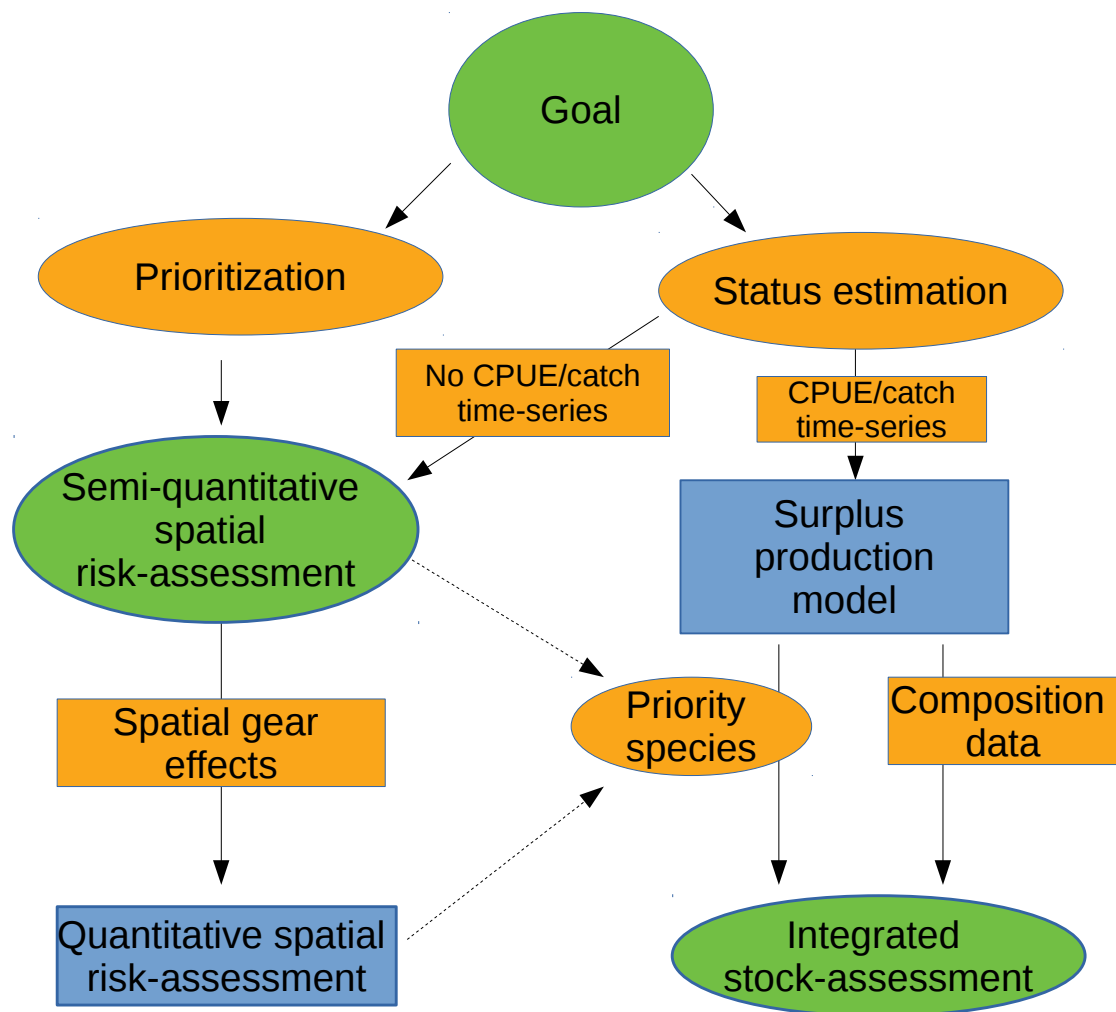 Goal
Prioritization
Status estimation
No CPUE/catch
time-series
CPUE/catch
time-series
Semi-quantitative
spatial
risk-assessment
Surplus
production
model
Spatial gear
effects
Priority
species
Composition
data
Quantitative spatial
risk-assessment
Integrated
stock-assessment